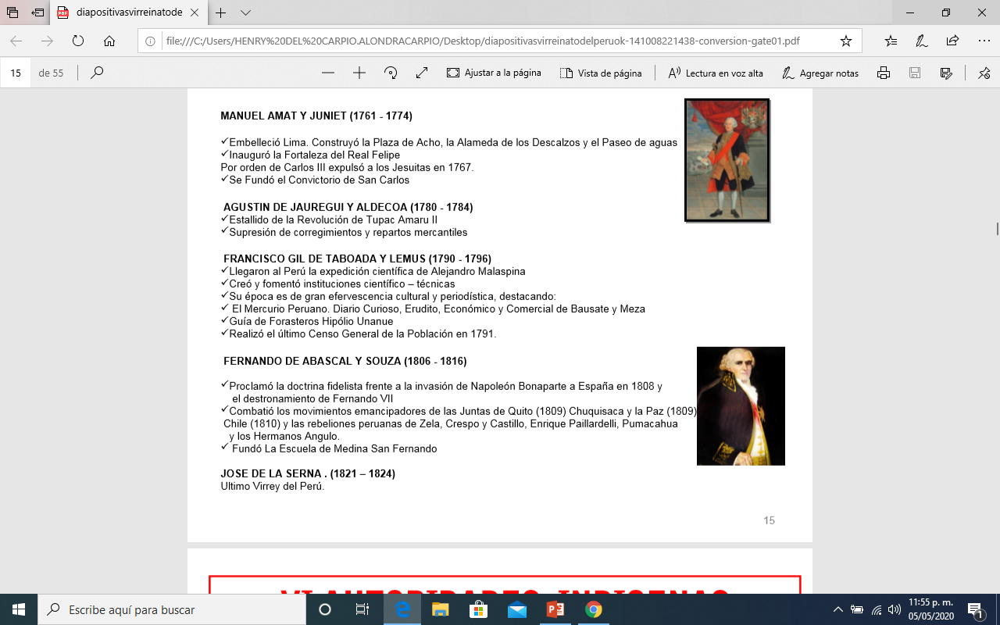 diapositivasvirreinatode
file:///C:/Users/HENRY%20DEL%20CARPIO.ALONDRACARPIO/Desktop/diapositivasvirreinatodelperuok-141008221438-conversion-gate01.pdf
15 de 55
Ajustar a la página
Vista de página
Lectura en voz alta
Agregar notas
MANUEL AMAT Y JUNIET (1761 - 1774)
✓Embelleció Lima. Construyó la Plaza de Acho, la Alameda de los Descalzos y el Paseo de aguas
✓Inauguró la Fortaleza del Real Felipe
Por orden de Carlos III expulsó a los Jesuitas en 1767.
✓Se Fundó el Convictorio de San Carlos
AGUSTIN DE JAUREGUI Y ALDECOA (1780 - 1784)
✓Estallido de la Revolución de Tupac Amaru II
✓Supresión de corregimientos y repartos mercantiles
FRANCISCO GIL DE TABOADA Y LEMUS (1790 - 1796)
✓Llegaron al Perú la expedición científica de Alejandro Malaspina
✓Creó y fomentó instituciones científico – técnicas
✓Su época es de gran efervescencia cultural y periodística, destacando:
✓ El Mercurio Peruano. Diario Curioso, Erudito, Económico y Comercial de Bausate y Meza
✓Guía de Forasteros Hipólio Unanue
✓Realizó el último Censo General de la Población en 1791.
FERNANDO DE ABASCAL Y SOUZA (1806 - 1816)
✓Proclamó la doctrina fidelista frente a la invasión de Napoleón Bonaparte a España en 1808 y
el destronamiento de Fernando VII
✓Combatió los movimientos emancipadores de las Juntas de Quito (1809) Chuquisaca y la Paz (1809)
Chile (1810) y las rebeliones peruanas de Zela, Crespo y Castillo, Enrique Paillardelli, Pumacahua
y los Hermanos Angulo.
✓ Fundó La Escuela de Medina San Fernando
JOSE DE LA SERNA . (1821 – 1824)
Ultimo Virrey del Perú.
15
VI AUTORIDADES INDIGENAS
Escribe aquí para buscar
11:55 p. m.
05/05/2020
1